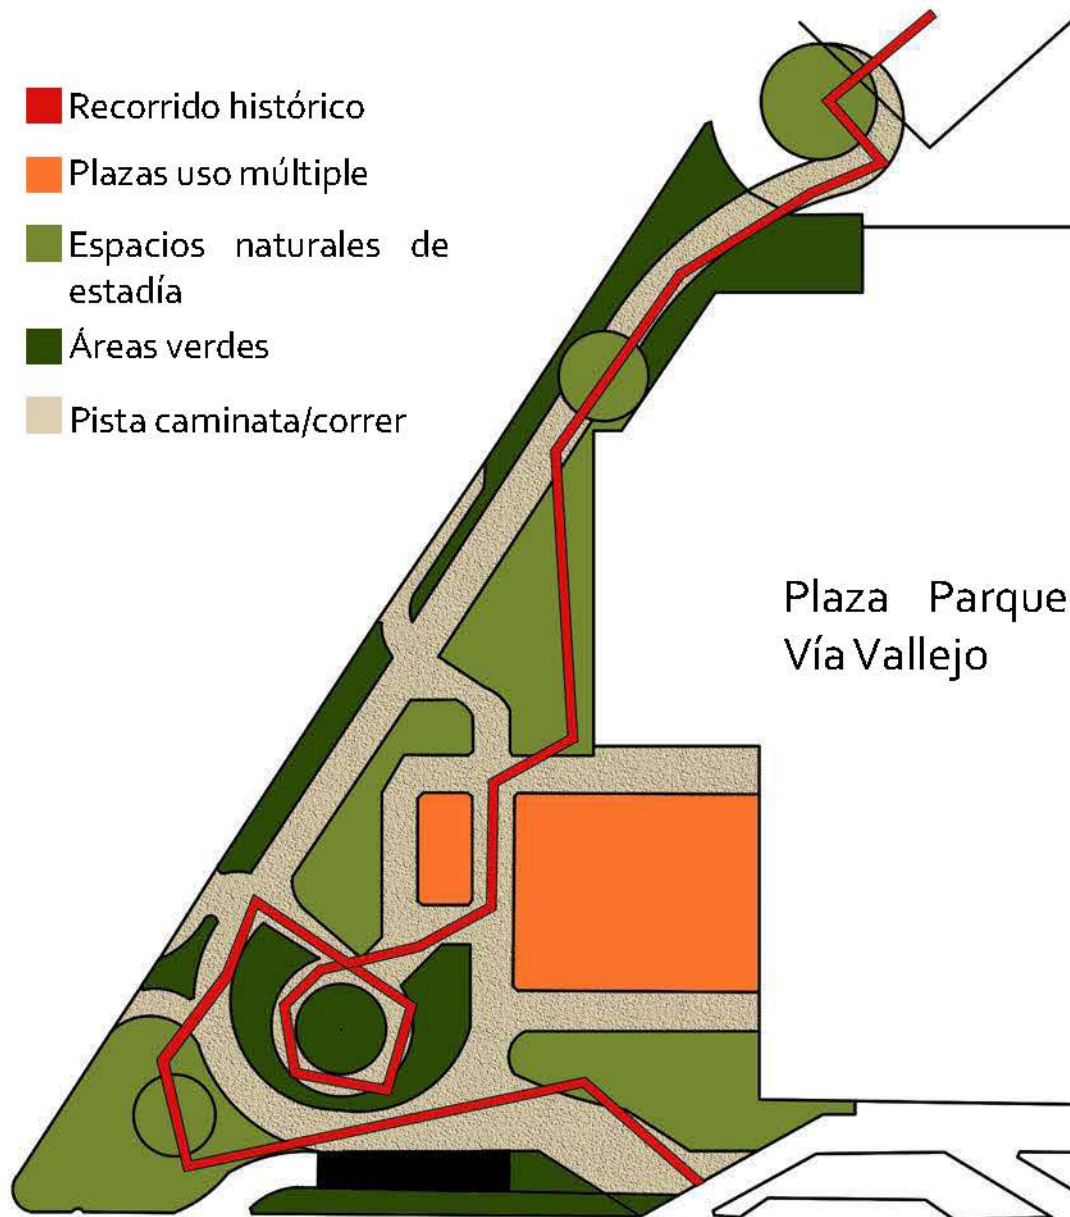 Recorrido histórico
Plazas uso múltiple
Espacios naturales de
estadía
Áreas verdes
Pista caminata/correr
Plaza Parque
Vía Vallejo